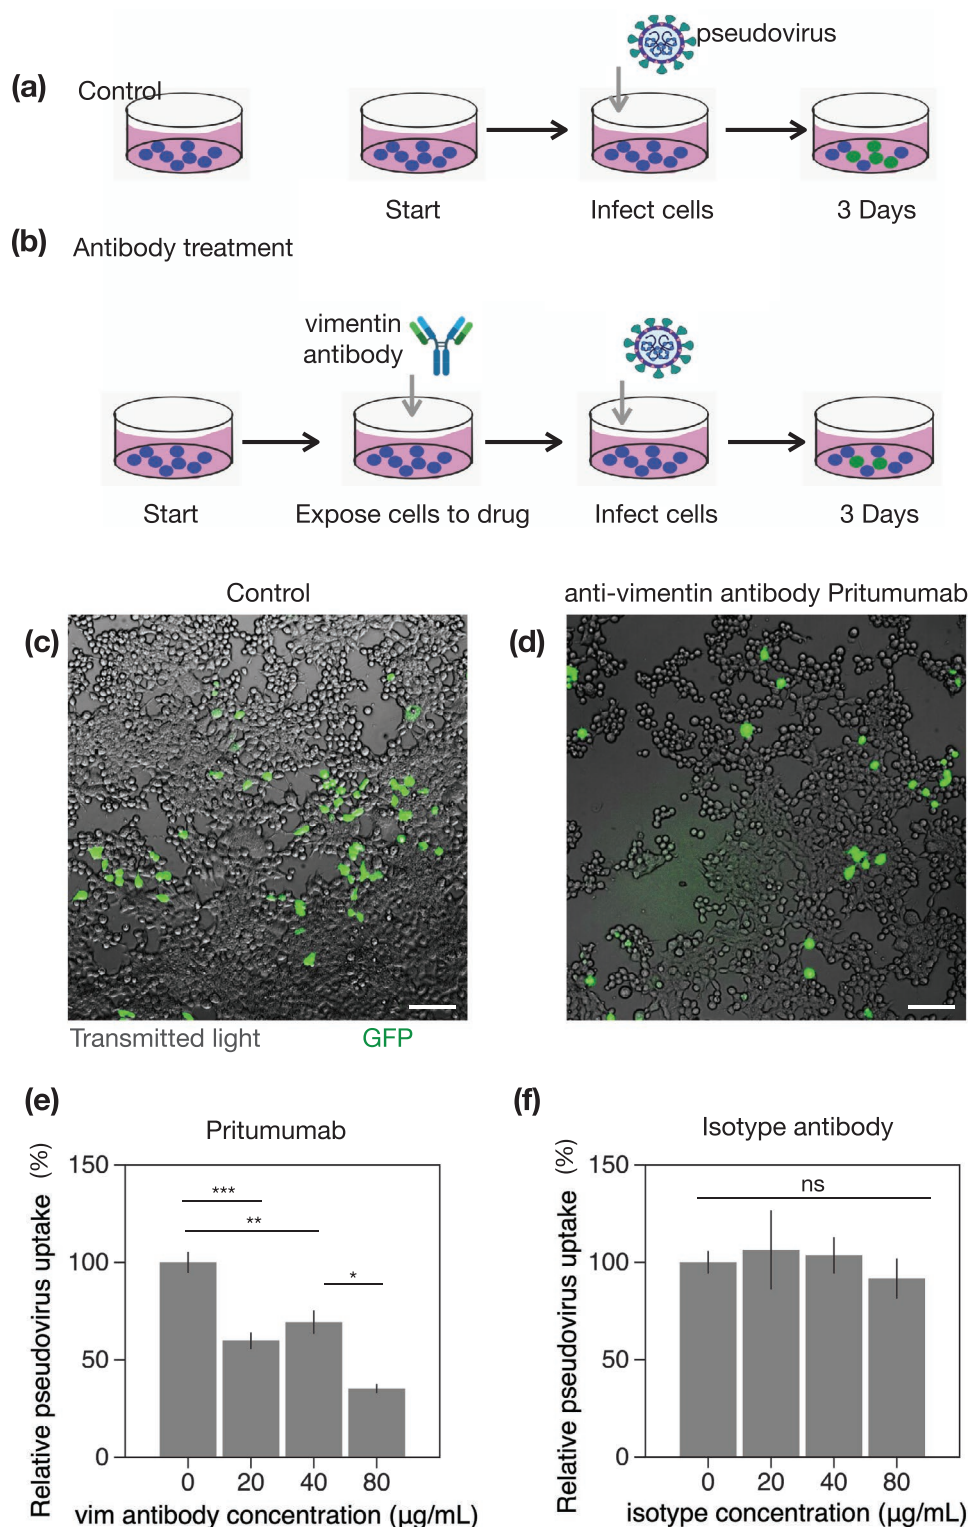 pseudovirus
(a) Control
Start Infect cells 3 Days
(b) Antibody treatment
vimentin
antibody
Start Expose cells to drug Infect cells 3 Days
Control anti-vimentin antibody Pritumumab
(c) (d)
Transmitted light GFP
(e) (f)
Pritumumab
Isotype antibody
Relative pseudovirus uptake (%)
150
100
50
0
***
**
*
0 20 40 80
vim antibody concentration (μg/mL)
Relative pseudovirus uptake (%)
150
100
50
0
ns
0 20 40 80
isotype concentration (μg/mL)